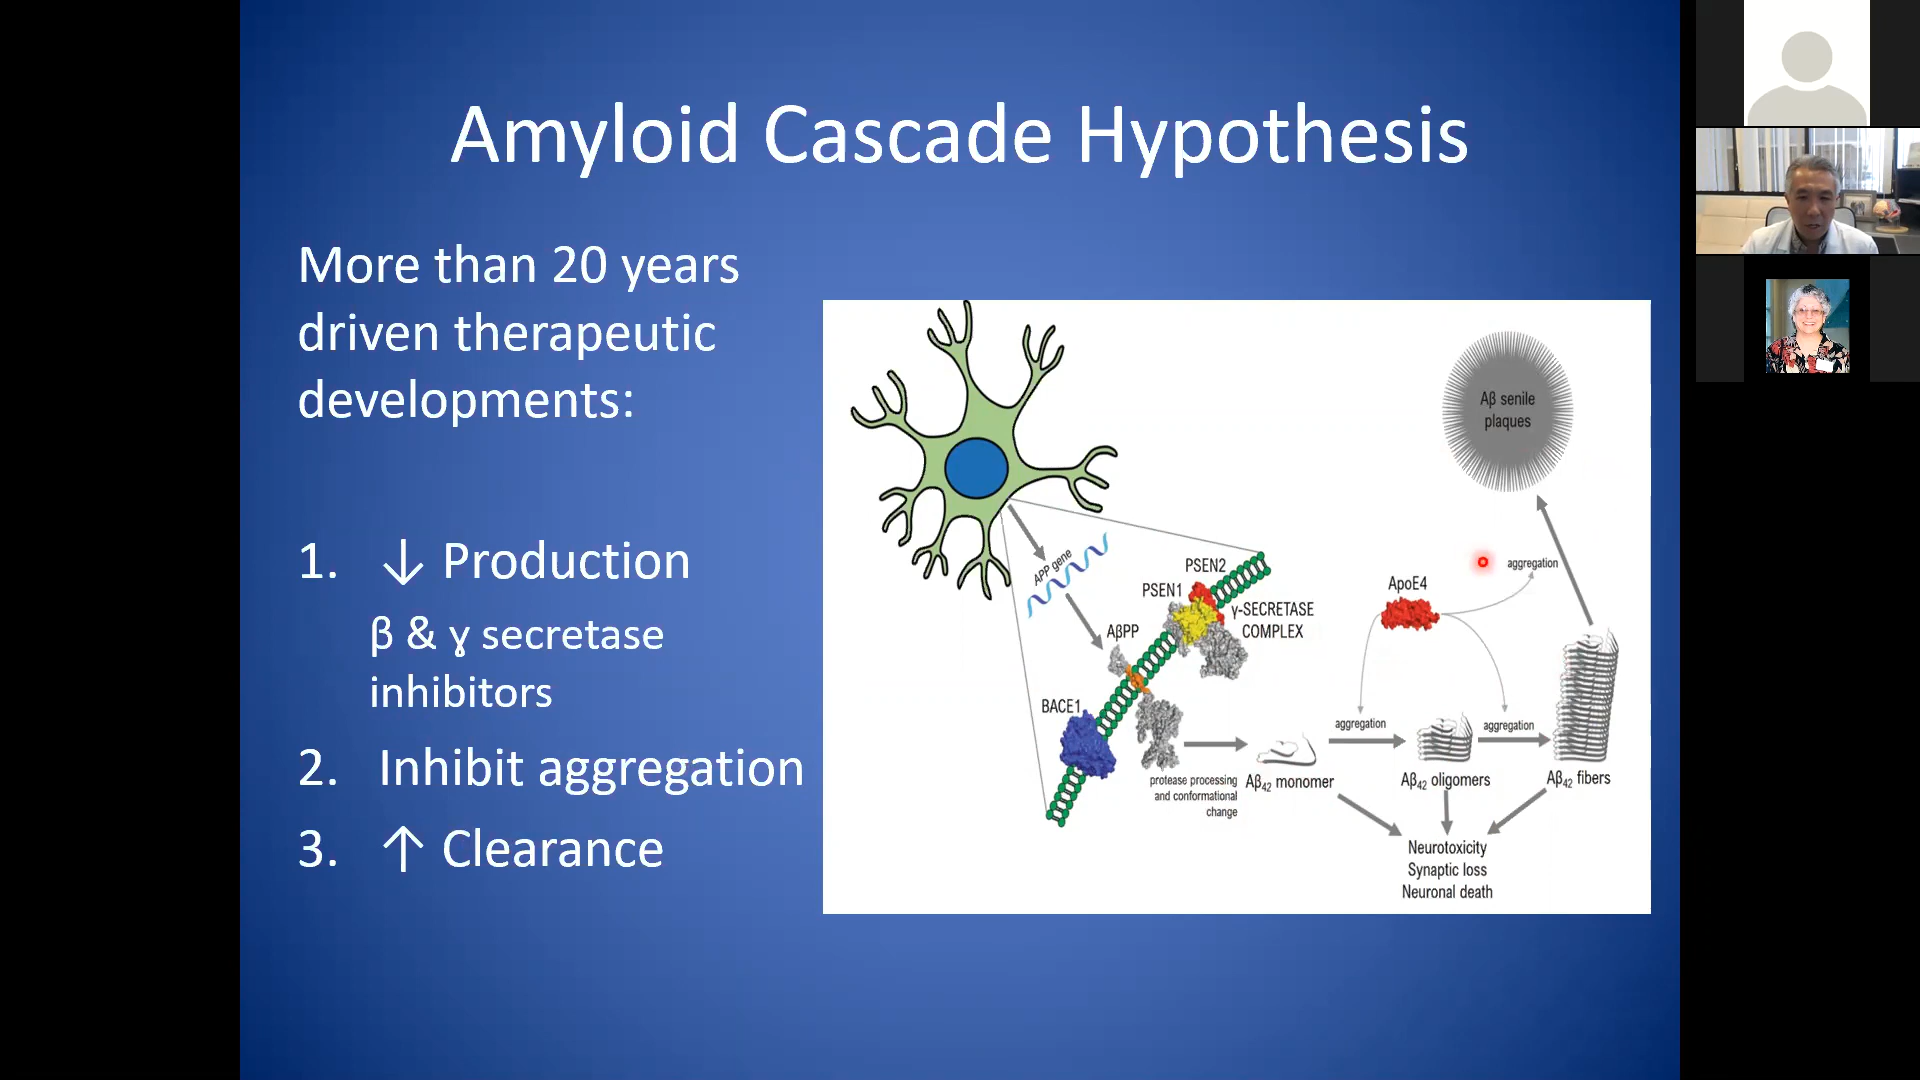 Amyloid Cascade Hypothesis
More than 20 years
driven therapeutic
developments:
1. ↓ Production
β & ɣ secretase
inhibitors
2. Inhibit aggregation
3. ↑ Clearance
Aβ senile
plaques
APP gene
PSEN2
PSEN1
γ-SECRETASE
COMPLEX
AβPP
BACE1
ApoE4
aggregation
aggregation
aggregation
protease processing
and conformational
change
Aβ42 monomer
Aβ42 oligomers
Aβ42 fibers
Neurotoxicity
Synaptic loss
Neuronal death